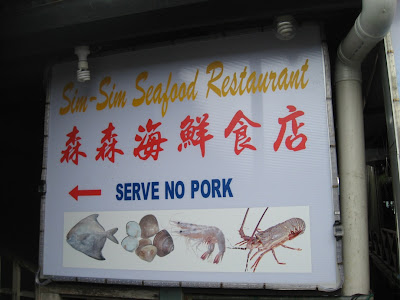 Sim-Sim Seafood Restaurant
森森海鮮食店
SERVE NO PORK